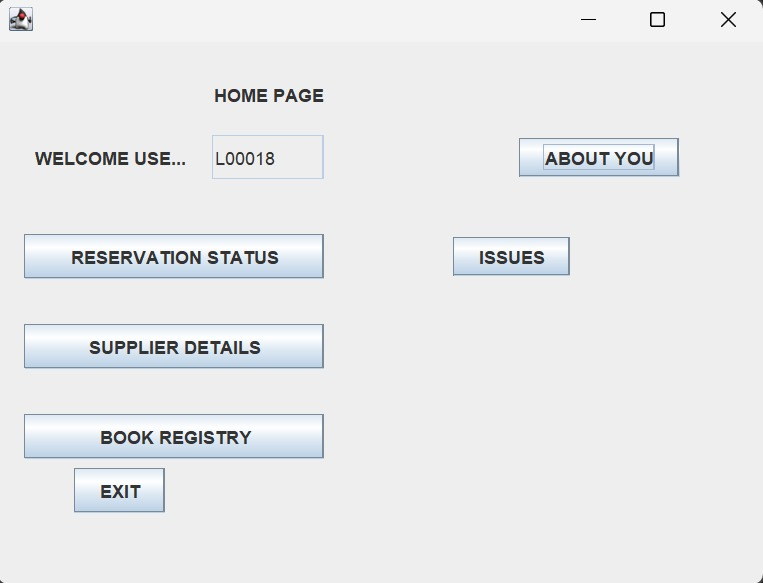 HOME PAGE
WELCOME USE... L00018 ABOUT YOU
RESERVATION STATUS ISSUES
SUPPLIER DETAILS
BOOK REGISTRY
EXIT